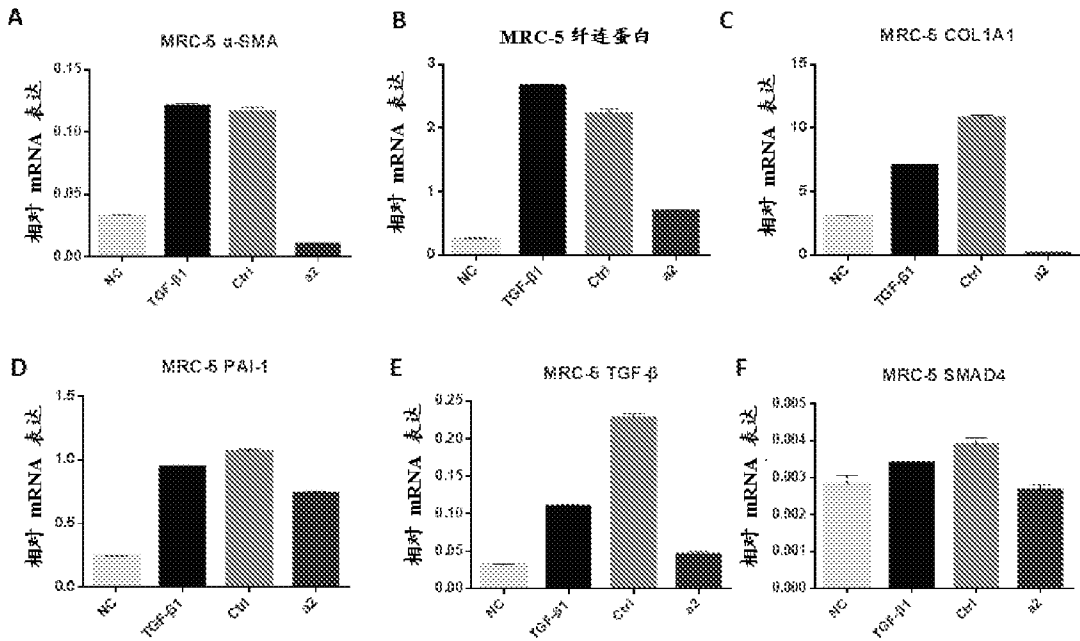 A
MRC-5 α-SMA
相对 mRNA 表达
0.15
0.10
0.05
0.00
NC
TGF-β1
Ctrl
a2
B
MRC-5 纤连蛋白
相对 mRNA 表达
3
2
1
0
NC
TGF-β1
Ctrl
a2
C
MRC-5 COL1A1
相对 mRNA 表达
15
10
5
0
NC
TGF-β1
Ctrl
a2
D
MRC-5 PAI-1
相对 mRNA 表达
1.5
1.0
0.5
0.0
NC
TGF-β1
Ctrl
a2
E
MRC-5 TGF-β
相对 mRNA 表达
0.25
0.20
0.15
0.10
0.05
0.00
NC
TGF-β1
Ctrl
a2
F
MRC-5 SMAD4
相对 mRNA 表达
0.005
0.004
0.003
0.002
0.001
0.000
NC
TGF-β1
Ctrl
a2